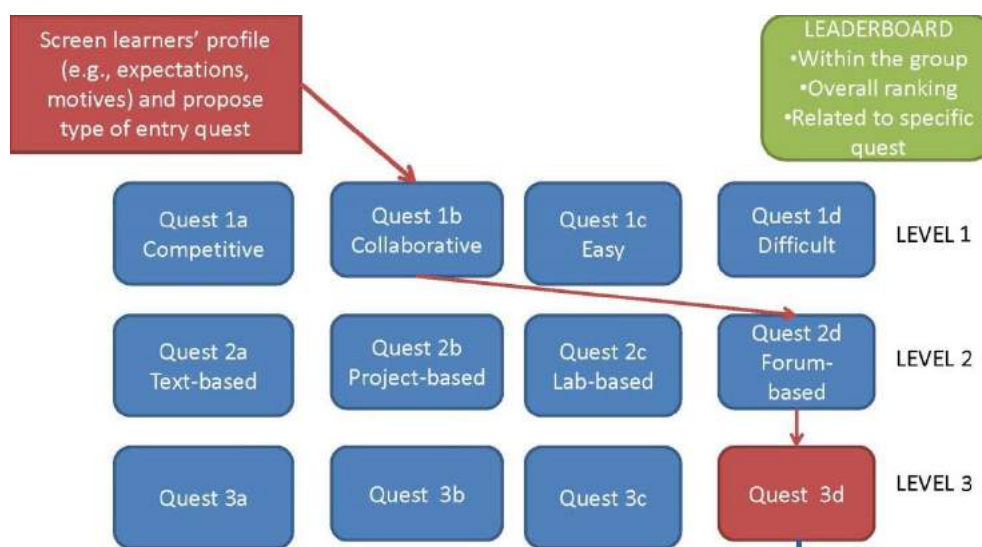 Screen learners' profile
(e.g., expectations,
motives) and propose
type of entry quest
LEADERBOARD
•Within the group
•Overall ranking
•Related to specific
quest
Quest 1a
Competitive
Quest 1b
Collaborative
Quest 1c
Easy
Quest 1d
Difficult
LEVEL 1
Quest 2a
Text-based
Quest 2b
Project-based
Quest 2c
Lab-based
Quest 2d
Forum-
based
LEVEL 2
Quest 3a
Quest 3b
Quest 3c
Quest 3d
LEVEL 3